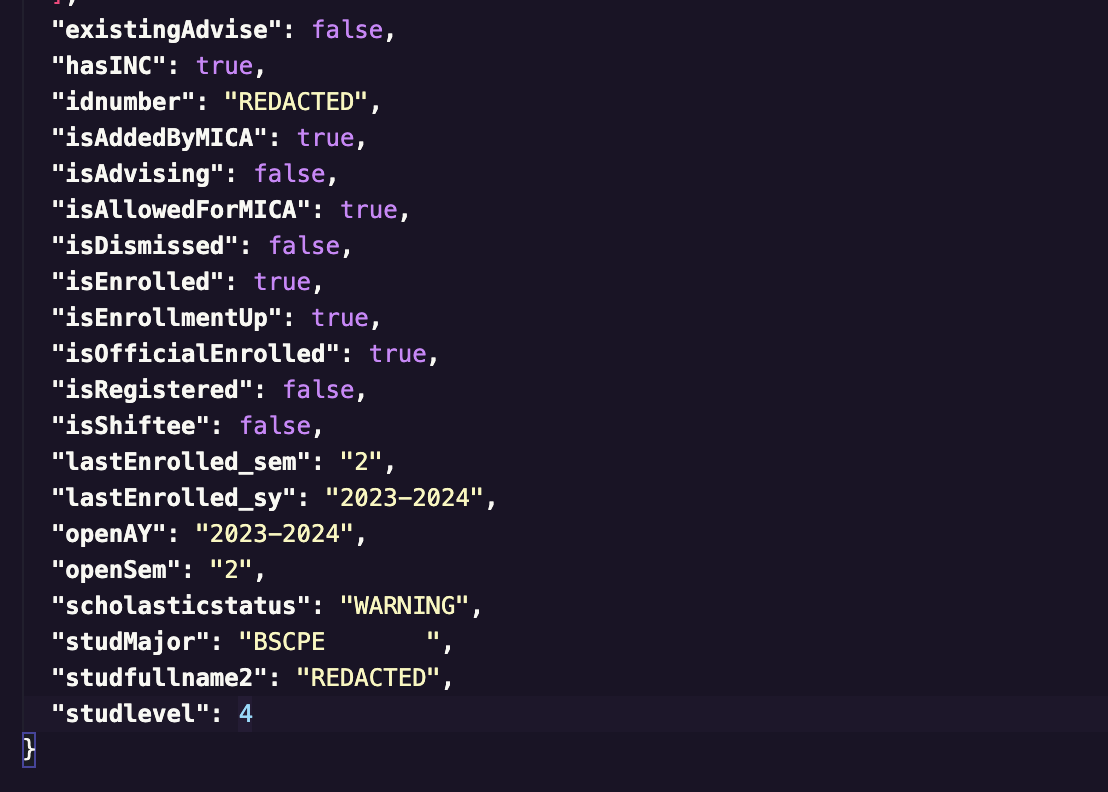 ],
"existingAdvise": false,
"hasINC": true,
"idnumber": "REDACTED",
"isAddedByMICA": true,
"isAdvising": false,
"isAllowedForMICA": true,
"isDismissed": false,
"isEnrolled": true,
"isEnrollmentUp": true,
"isOfficialEnrolled": true,
"isRegistered": false,
"isShiftee": false,
"lastEnrolled_sem": "2",
"lastEnrolled_sy": "2023-2024",
"openAY": "2023-2024",
"openSem": "2",
"scholasticstatus": "WARNING",
"studMajor": "BSCPE       ",
"studfullname2": "REDACTED",
"studlevel": 4
}